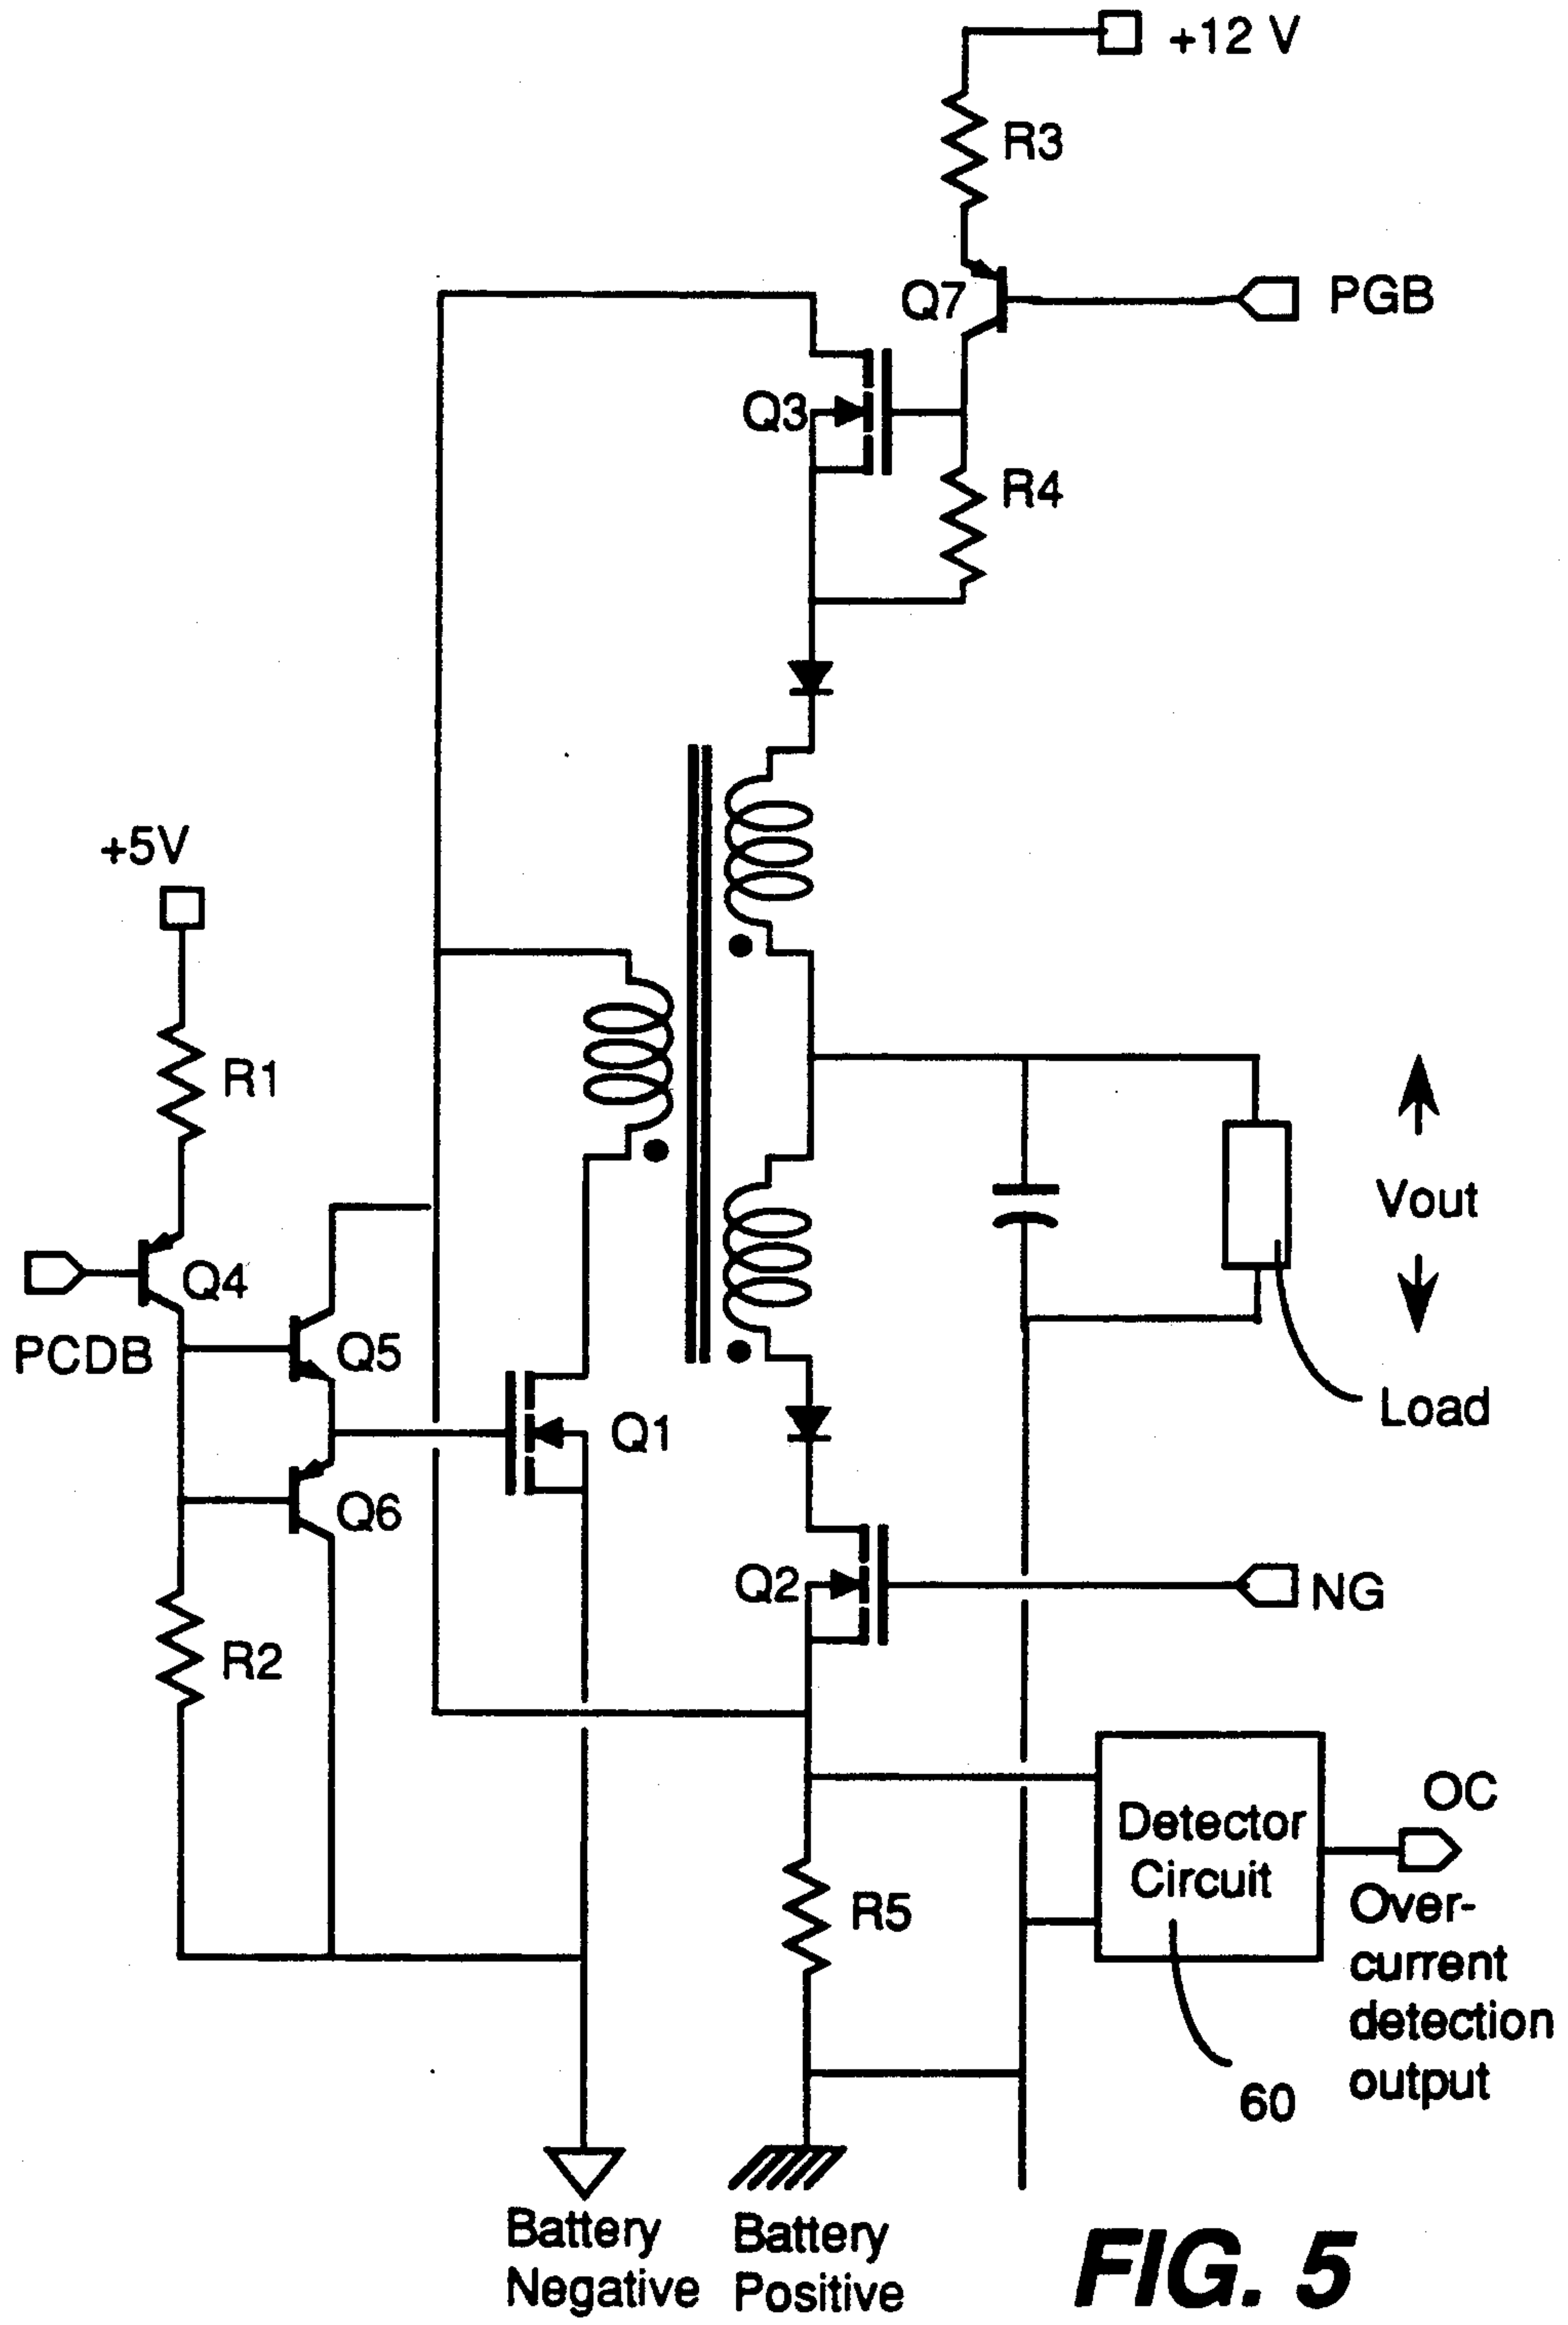 +12 V
R3
Q7
PGB
Q3
R4
+5V
R1
Vout
Q4
PCDB
Q5
Load
Q1
Q6
Q2
NG
R2
OC
Detector
Circuit
R5
Over-
current
detection
output
60
Battery
Negative
Battery
Positive
FIG. 5